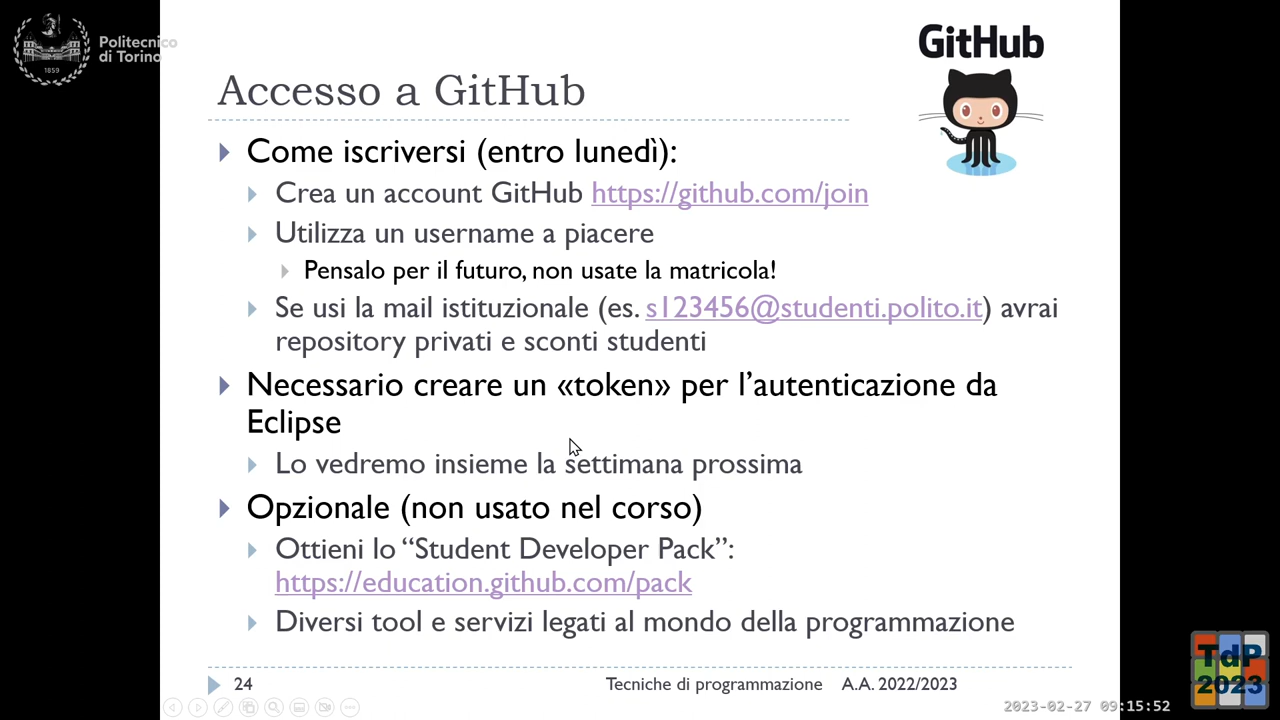 Politecnico
di Torino
1859
GitHub
Accesso a GitHub
Come iscriversi (entro lunedì):
Crea un account GitHub https://github.com/join
Utilizza un username a piacere
Pensalo per il futuro, non usate la matricola!
Se usi la mail istituzionale (es. s123456@studenti.polito.it) avrai
repository privati e sconti studenti
Necessario creare un «token» per l’autenticazione da
Eclipse
Lo vedremo insieme la settimana prossima
Opzionale (non usato nel corso)
Ottieni lo “Student Developer Pack”:
https://education.github.com/pack
Diversi tool e servizi legati al mondo della programmazione
24
Tecniche di programmazione A.A. 2022/2023
TdP
2023
2023-02-27 09:15:52